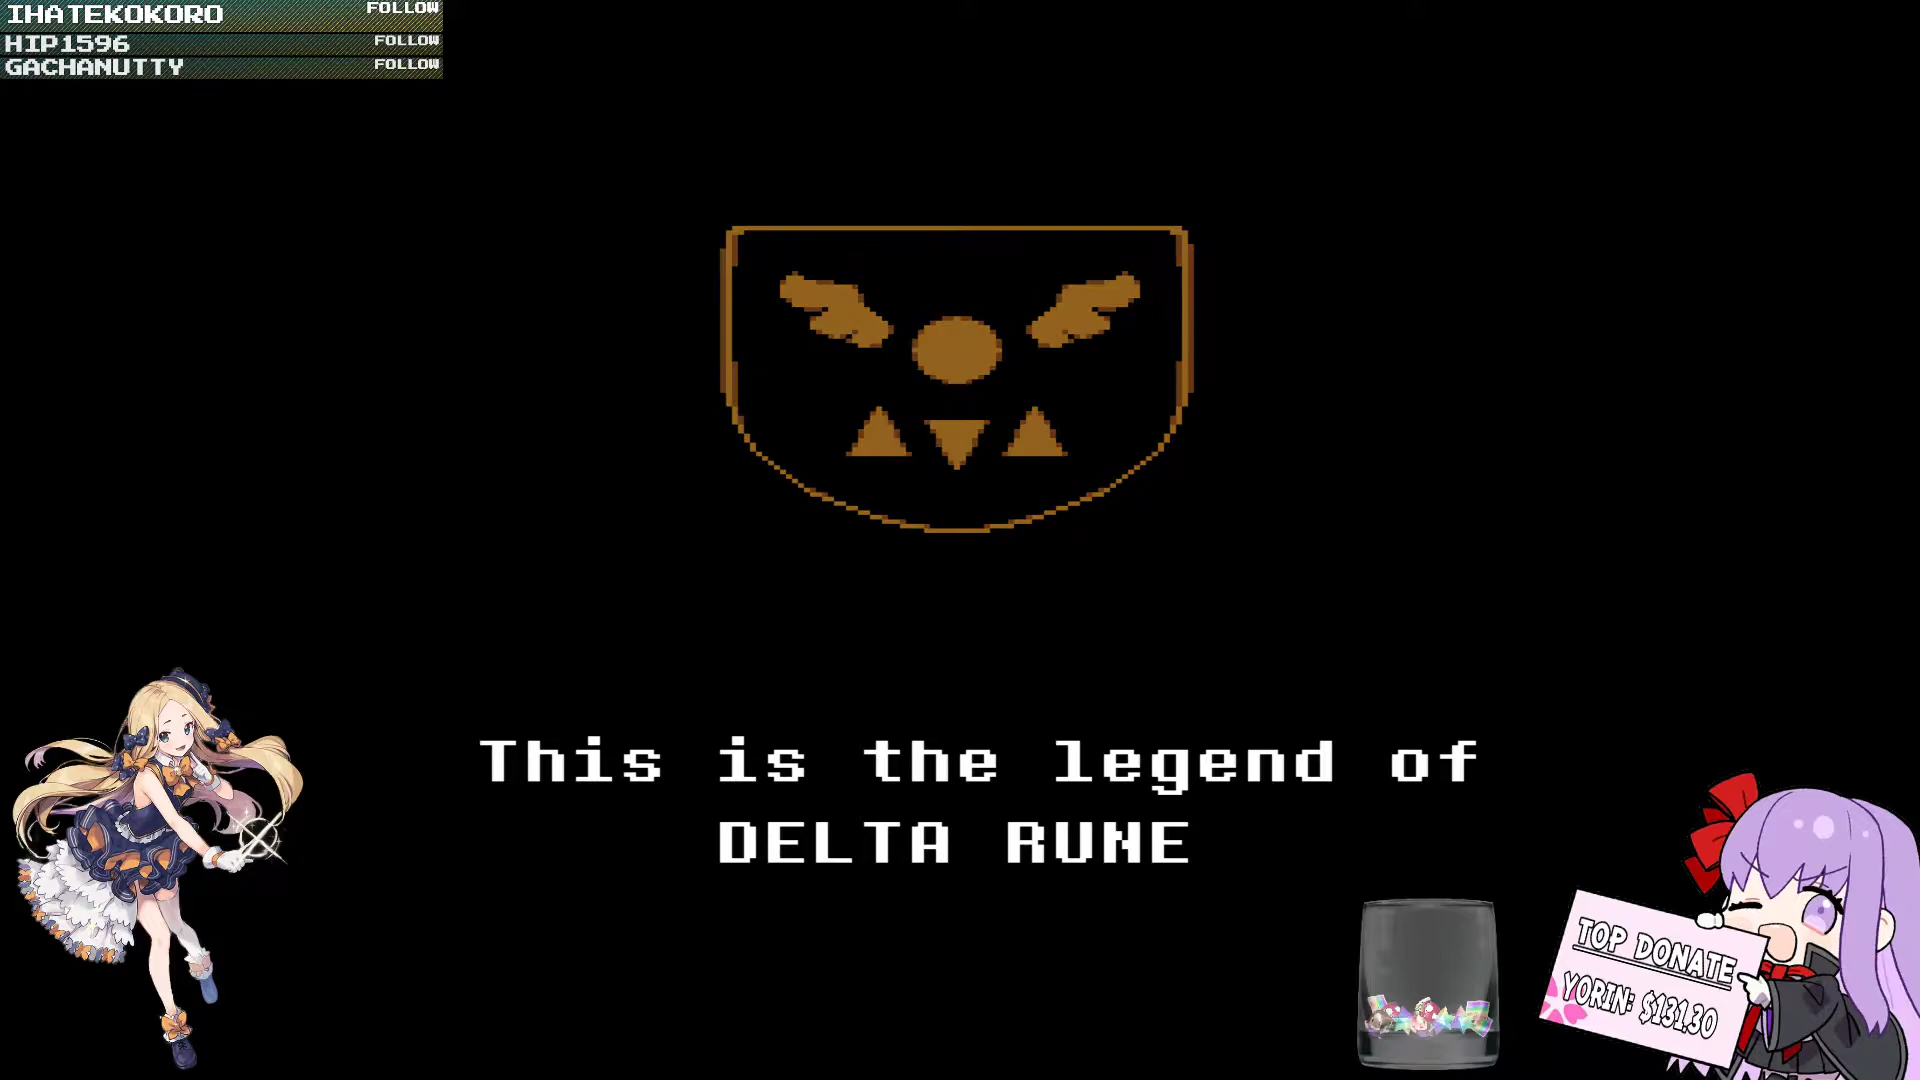 IHATEKOKORO FOLLOW
HIP1596 FOLLOW
GACHANUTTY FOLLOW
This is the legend of
DELTA RUNE
TOP DONATE
YORIN: $131.30